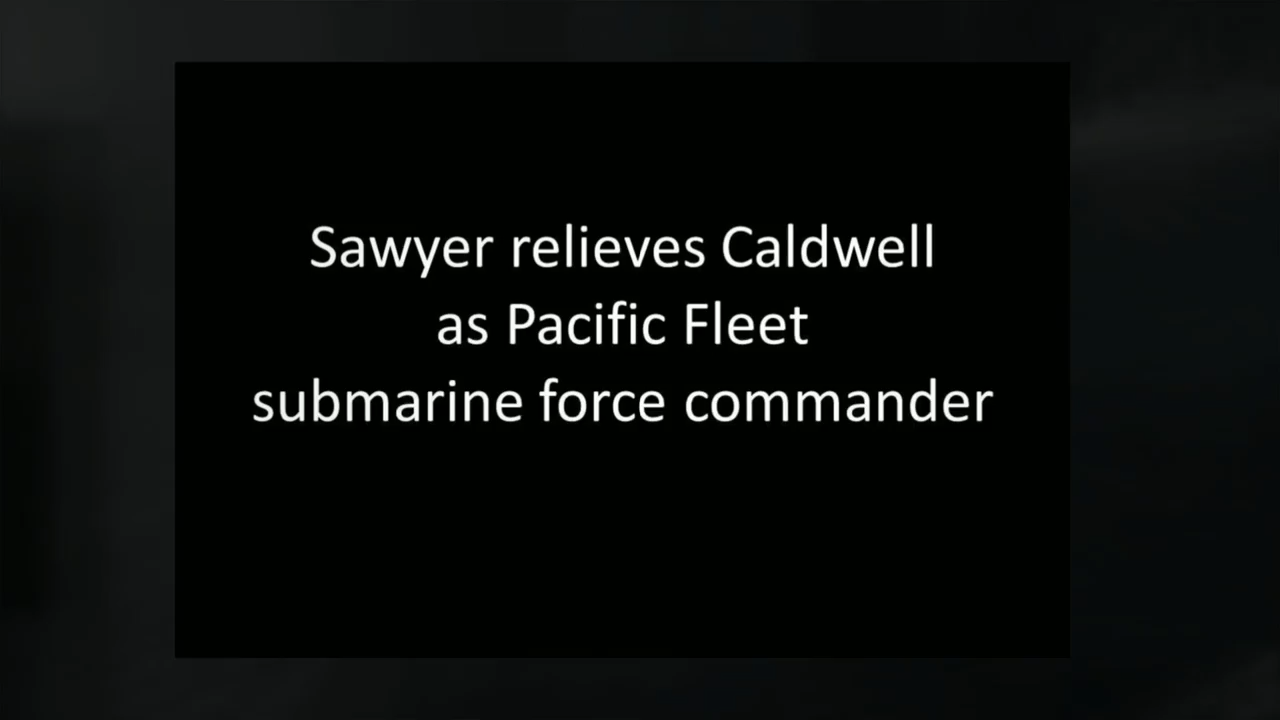 Sawyer relieves Caldwell
as Pacific Fleet
submarine force commander